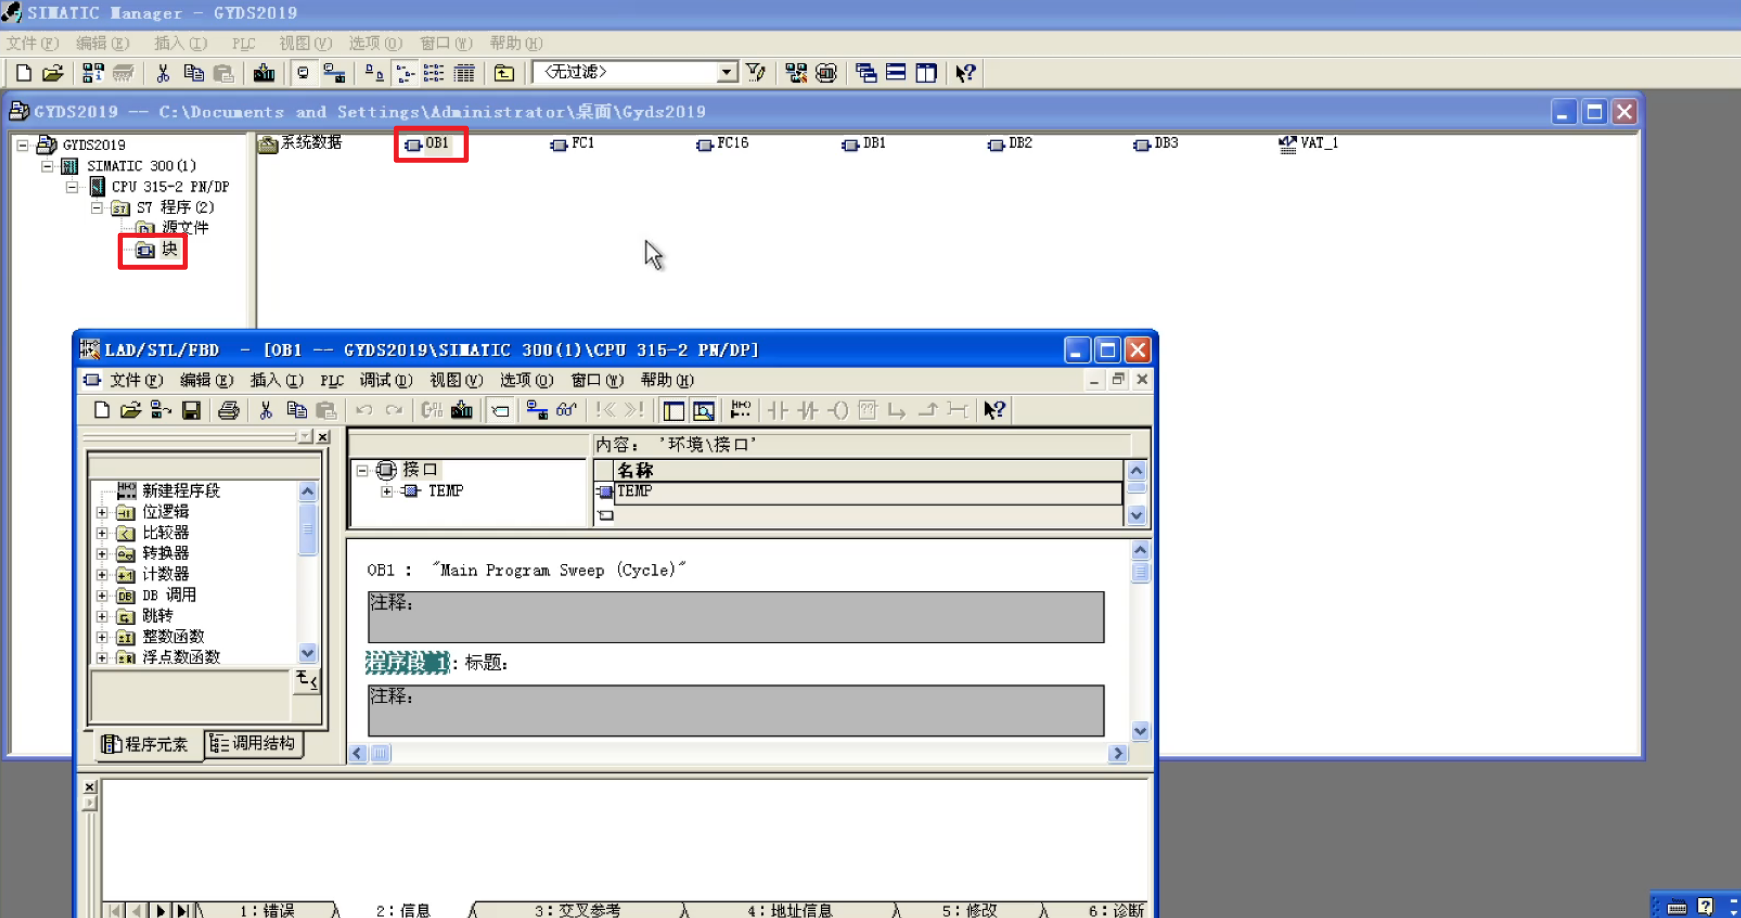 SIMATIC Manager - GYDS2019
文件(F) 编辑(E) 插入(I) PLC 视图(V) 选项(O) 窗口(W) 帮助(H)
<无过滤>
GYDS2019 -- C:\Documents and Settings\Administrator\桌面\Gyds2019
GYDS2019
SIMATIC 300(1)
CPU 315-2 PN/DP
S7 程序(2)
源文件
块
系统数据 OB1 FC1 FC16 DB1 DB2 DB3 VAT_1
LAD/STL/FBD - [OB1 -- GYDS2019\SIMATIC 300(1)\CPU 315-2 PN/DP]
文件(F) 编辑(E) 插入(I) PLC 调试(D) 视图(V) 选项(O) 窗口(W) 帮助(H)
新建程序段
位逻辑
比较器
转换器
计数器
DB 调用
跳转
整数函数
浮点数函数
程序元素 调用结构
接口
TEMP
内容: '环境\接口'
名称
TEMP
OB1 : "Main Program Sweep (Cycle)"
注释:
程序段 1: 标题:
注释:
1:错误 2:信息 3:交叉参考 4:地址信息 5:修改 6:诊断